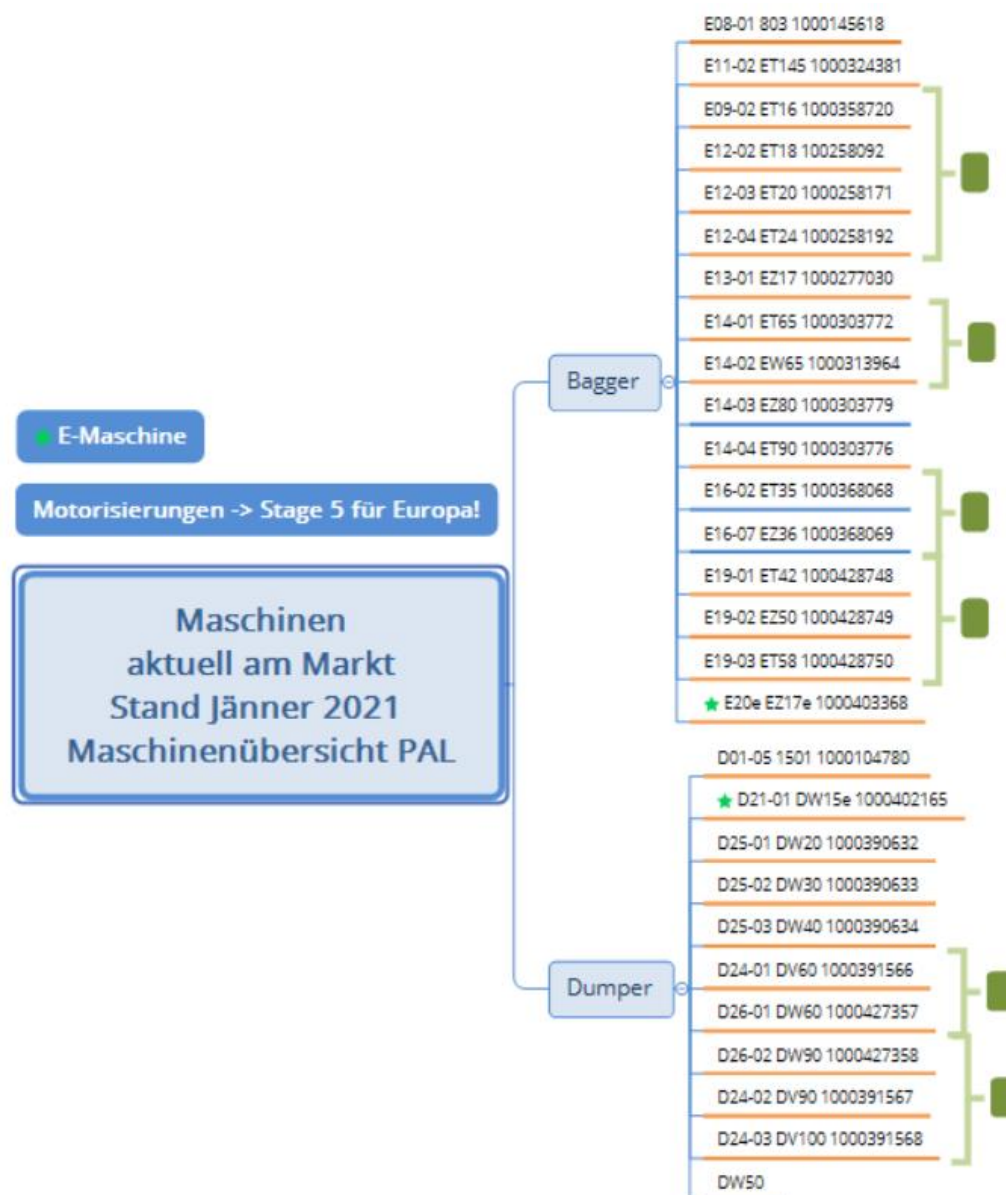 E-Maschine
Motorisierungen -> Stage 5 für Europa!
Maschinen
aktuell am Markt
Stand Jänner 2021
Maschinenübersicht PAL
Bagger
E08-01 803 1000145618
E11-02 ET145 1000324381
E09-02 ET16 1000358720
E12-02 ET18 100258092
E12-03 ET20 1000258171
E12-04 ET24 1000258192
E13-01 EZ17 1000277030
E14-01 ET65 1000303772
E14-02 EW65 1000313964
E14-03 EZ80 1000303779
E14-04 ET90 1000303776
E16-02 ET35 1000368068
E16-07 EZ36 1000368069
E19-01 ET42 1000428748
E19-02 EZ50 1000428749
E19-03 ET58 1000428750
E20e EZ17e 1000403368
Dumper
D01-05 1501 1000104780
D21-01 DW15e 1000402165
D25-01 DW20 1000390632
D25-02 DW30 1000390633
D25-03 DW40 1000390634
D24-01 DV60 1000391566
D26-01 DW60 1000427357
D26-02 DW90 1000427358
D24-02 DV90 1000391567
D24-03 DV100 1000391568
DW50